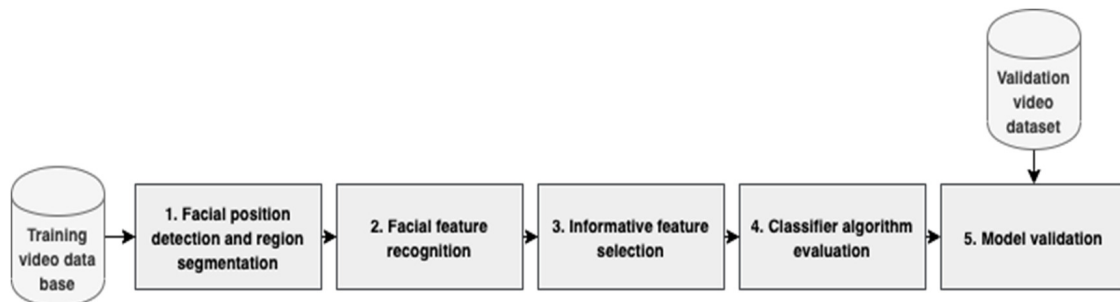 Validation
video
dataset
Training
video data
base
1. Facial position
detection and region
segmentation
2. Facial feature
recognition
3. Informative feature
selection
4. Classifier algorithm
evaluation
5. Model validation